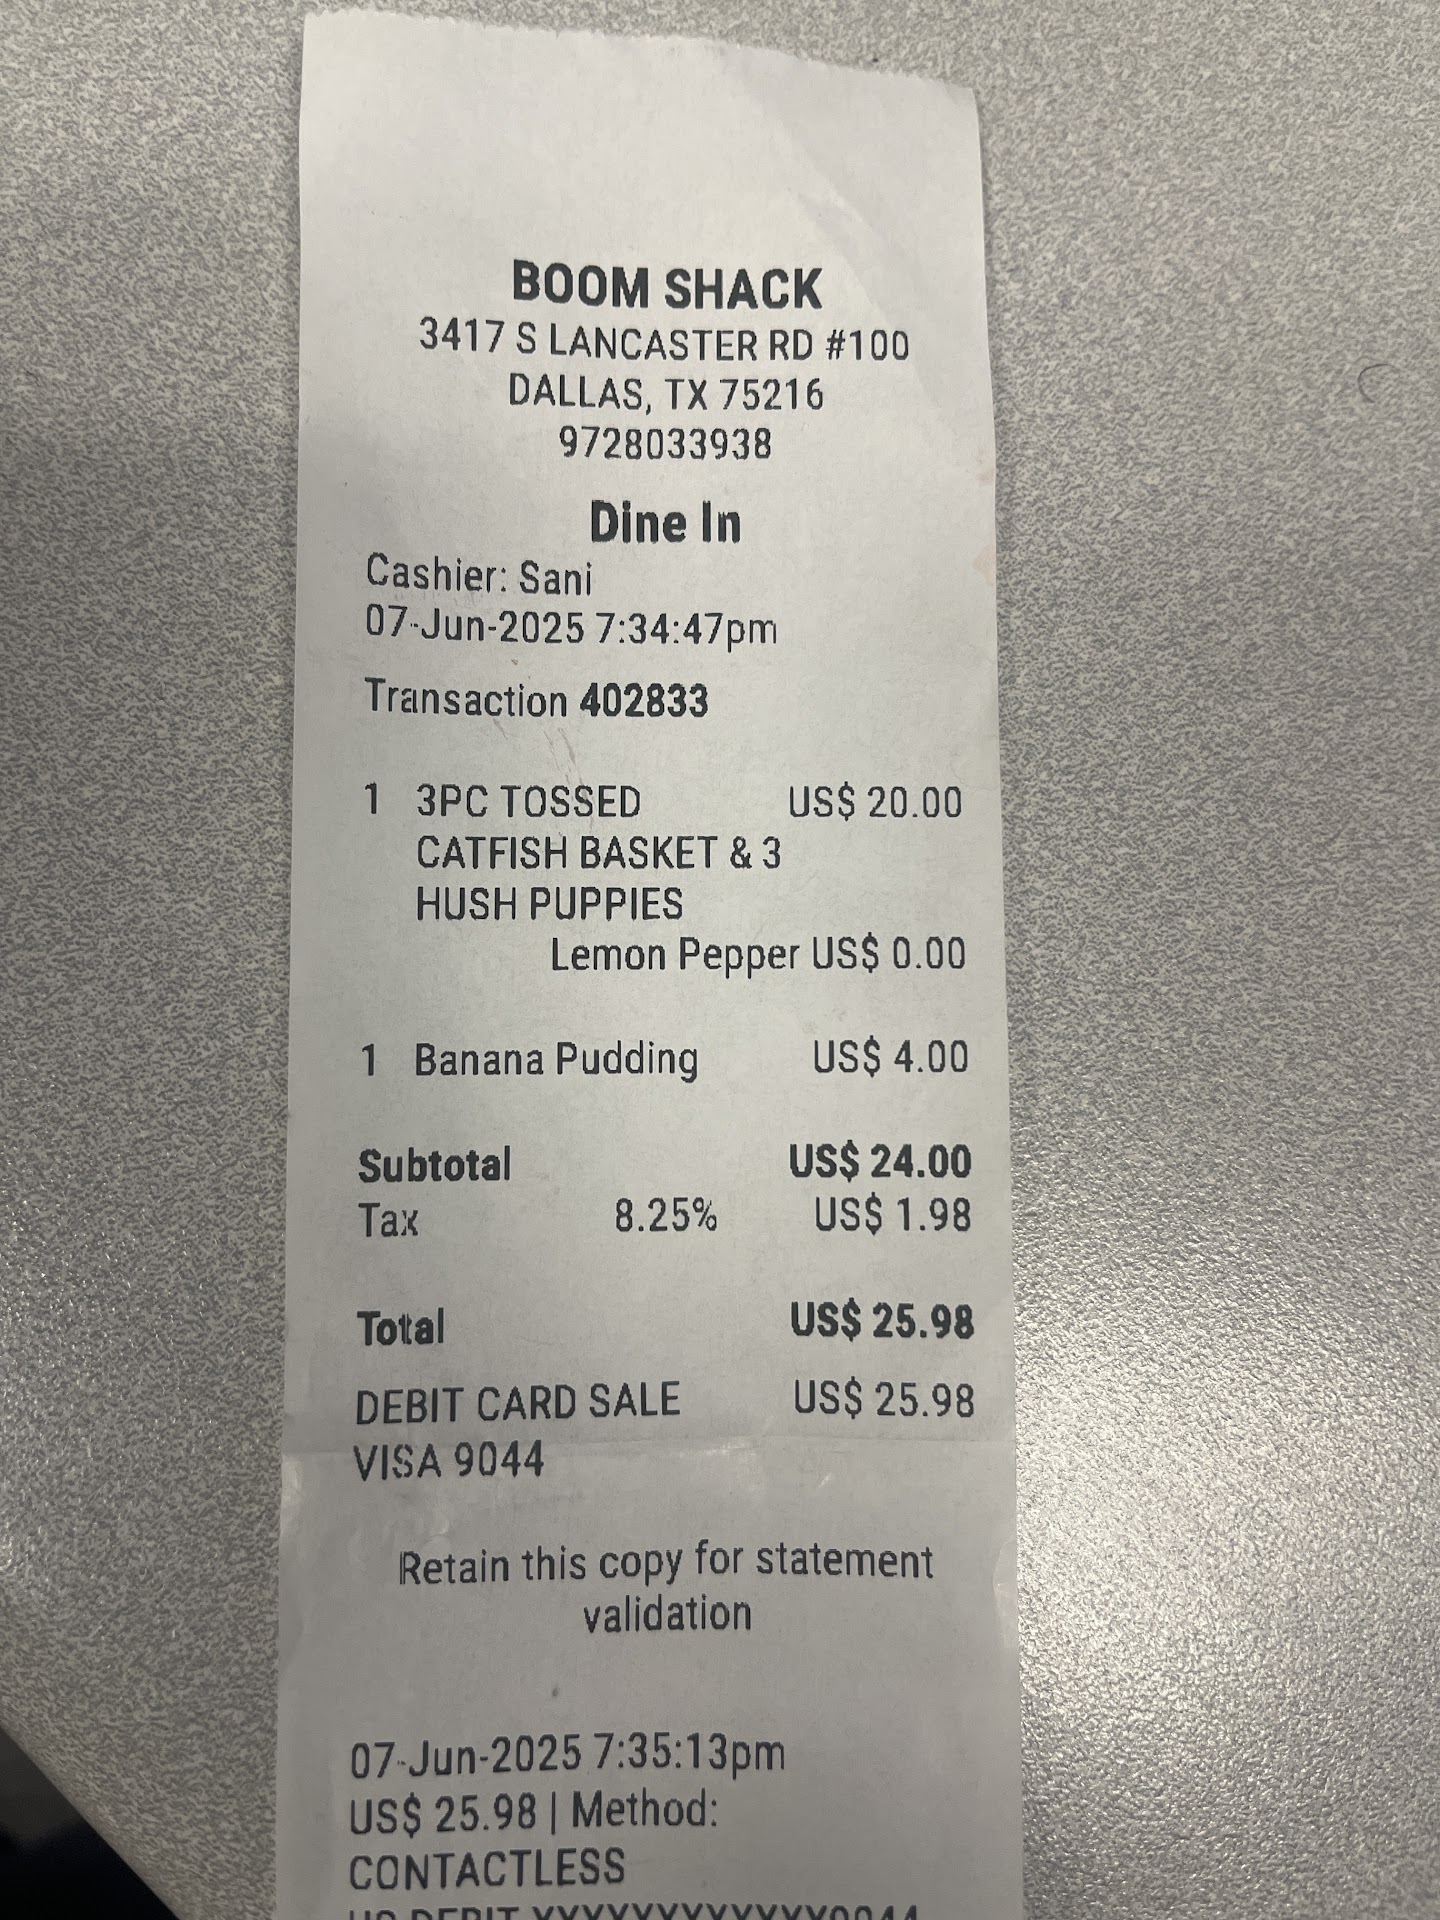 BOOM SHACK
3417 S LANCASTER RD #100
DALLAS, TX 75216
9728033938
Dine In
Cashier: Sani
07-Jun-2025 7:34:47pm
Transaction 402833
1 3PC TOSSED US$ 20.00
CATFISH BASKET & 3
HUSH PUPPIES
Lemon Pepper US$ 0.00
1 Banana Pudding US$ 4.00
Subtotal US$ 24.00
Tax 8.25% US$ 1.98
Total US$ 25.98
DEBIT CARD SALE US$ 25.98
VISA 9044
Retain this copy for statement
validation
07-Jun-2025 7:35:13pm
US$ 25.98 | Method:
CONTACTLESS
US DEBIT XXXXXXXXXXXX9044